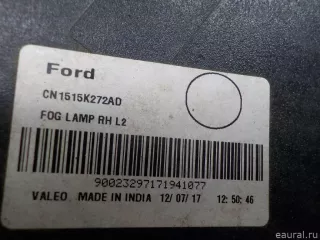 Ford
CN1515K272AD
FOG LAMP RH L2
90023297171941077
VALEO MADE IN INDIA 12/07/17 12:50:46
eaural.ru